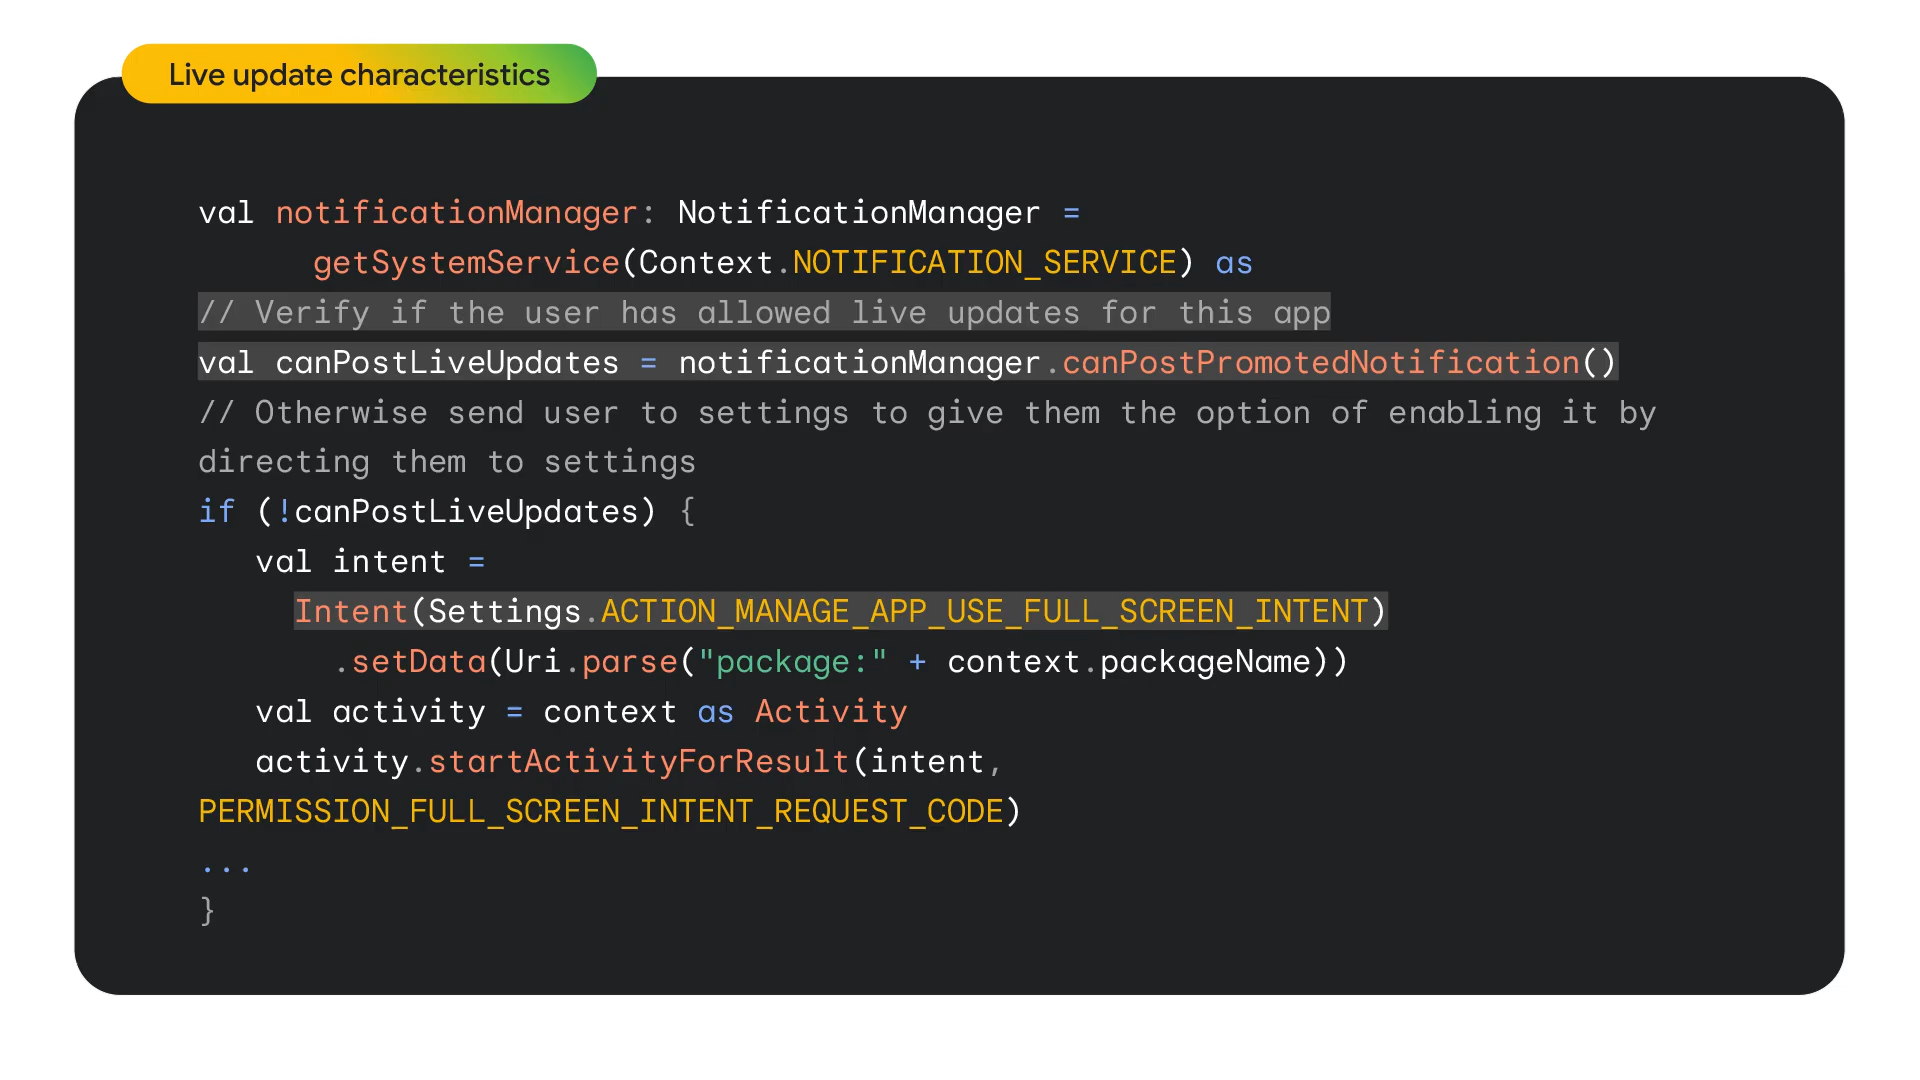 Live update characteristics
val notificationManager: NotificationManager =
getSystemService(Context.NOTIFICATION_SERVICE) as
// Verify if the user has allowed live updates for this app
val canPostLiveUpdates = notificationManager.canPostPromotedNotification()
// Otherwise send user to settings to give them the option of enabling it by
directing them to settings
if (!canPostLiveUpdates) {
val intent =
Intent(Settings.ACTION_MANAGE_APP_USE_FULL_SCREEN_INTENT)
.setData(Uri.parse("package:" + context.packageName))
val activity = context as Activity
activity.startActivityForResult(intent,
PERMISSION_FULL_SCREEN_INTENT_REQUEST_CODE)
...
}